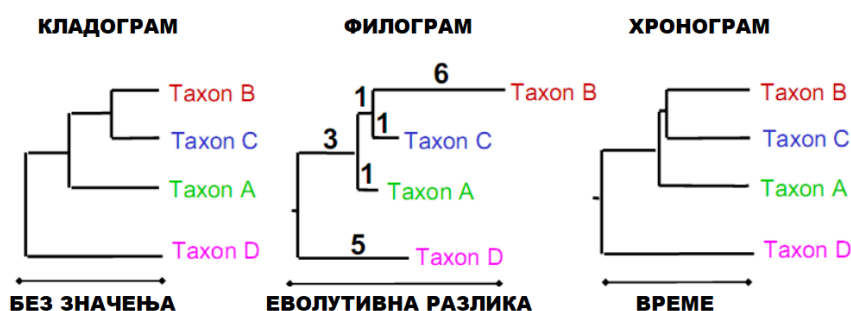 КЛАДОГРАМ
Taxon B
Taxon C
Taxon A
Taxon D
БЕЗ ЗНАЧЕЊА
ФИЛОГРАМ
6
Taxon B
1
1
Taxon C
3
1
Taxon A
5
Taxon D
ЕВОЛУТИВНА РАЗЛИКА
ХРОНОГРАМ
Taxon B
Taxon C
Taxon A
Taxon D
ВРЕМЕ